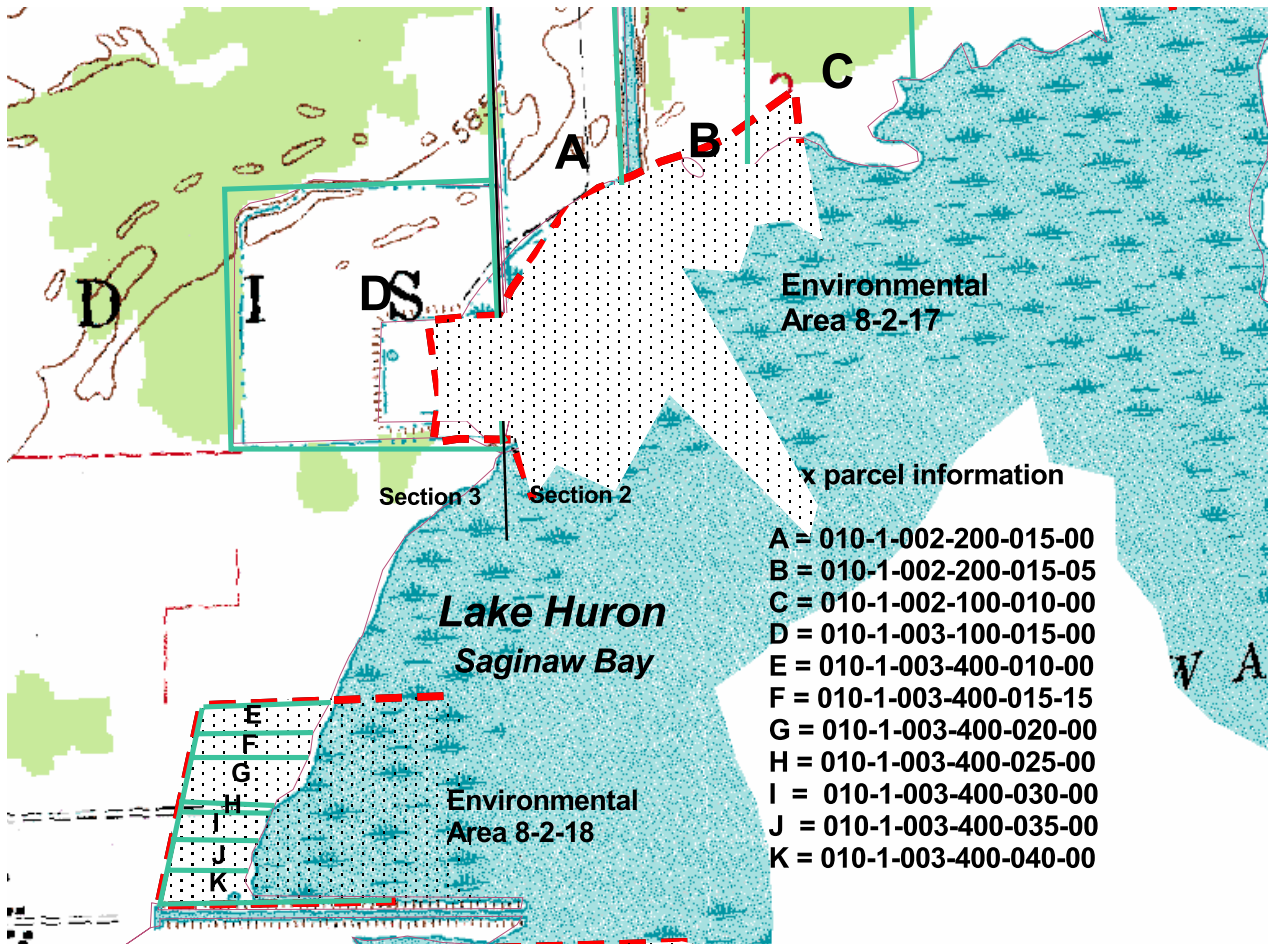 C
A
B
585
D
I
D
S
Environmental
Area 8-2-17
x parcel information
Section 3
Section 2
A = 010-1-002-200-015-00
B = 010-1-002-200-015-05
C = 010-1-002-100-010-00
D = 010-1-003-100-015-00
E = 010-1-003-400-010-00
F = 010-1-003-400-015-15
G = 010-1-003-400-020-00
H = 010-1-003-400-025-00
I = 010-1-003-400-030-00
J = 010-1-003-400-035-00
K = 010-1-003-400-040-00
Lake Huron
Saginaw Bay
W A
E
F
G
H
I
J
K
Environmental
Area 8-2-18